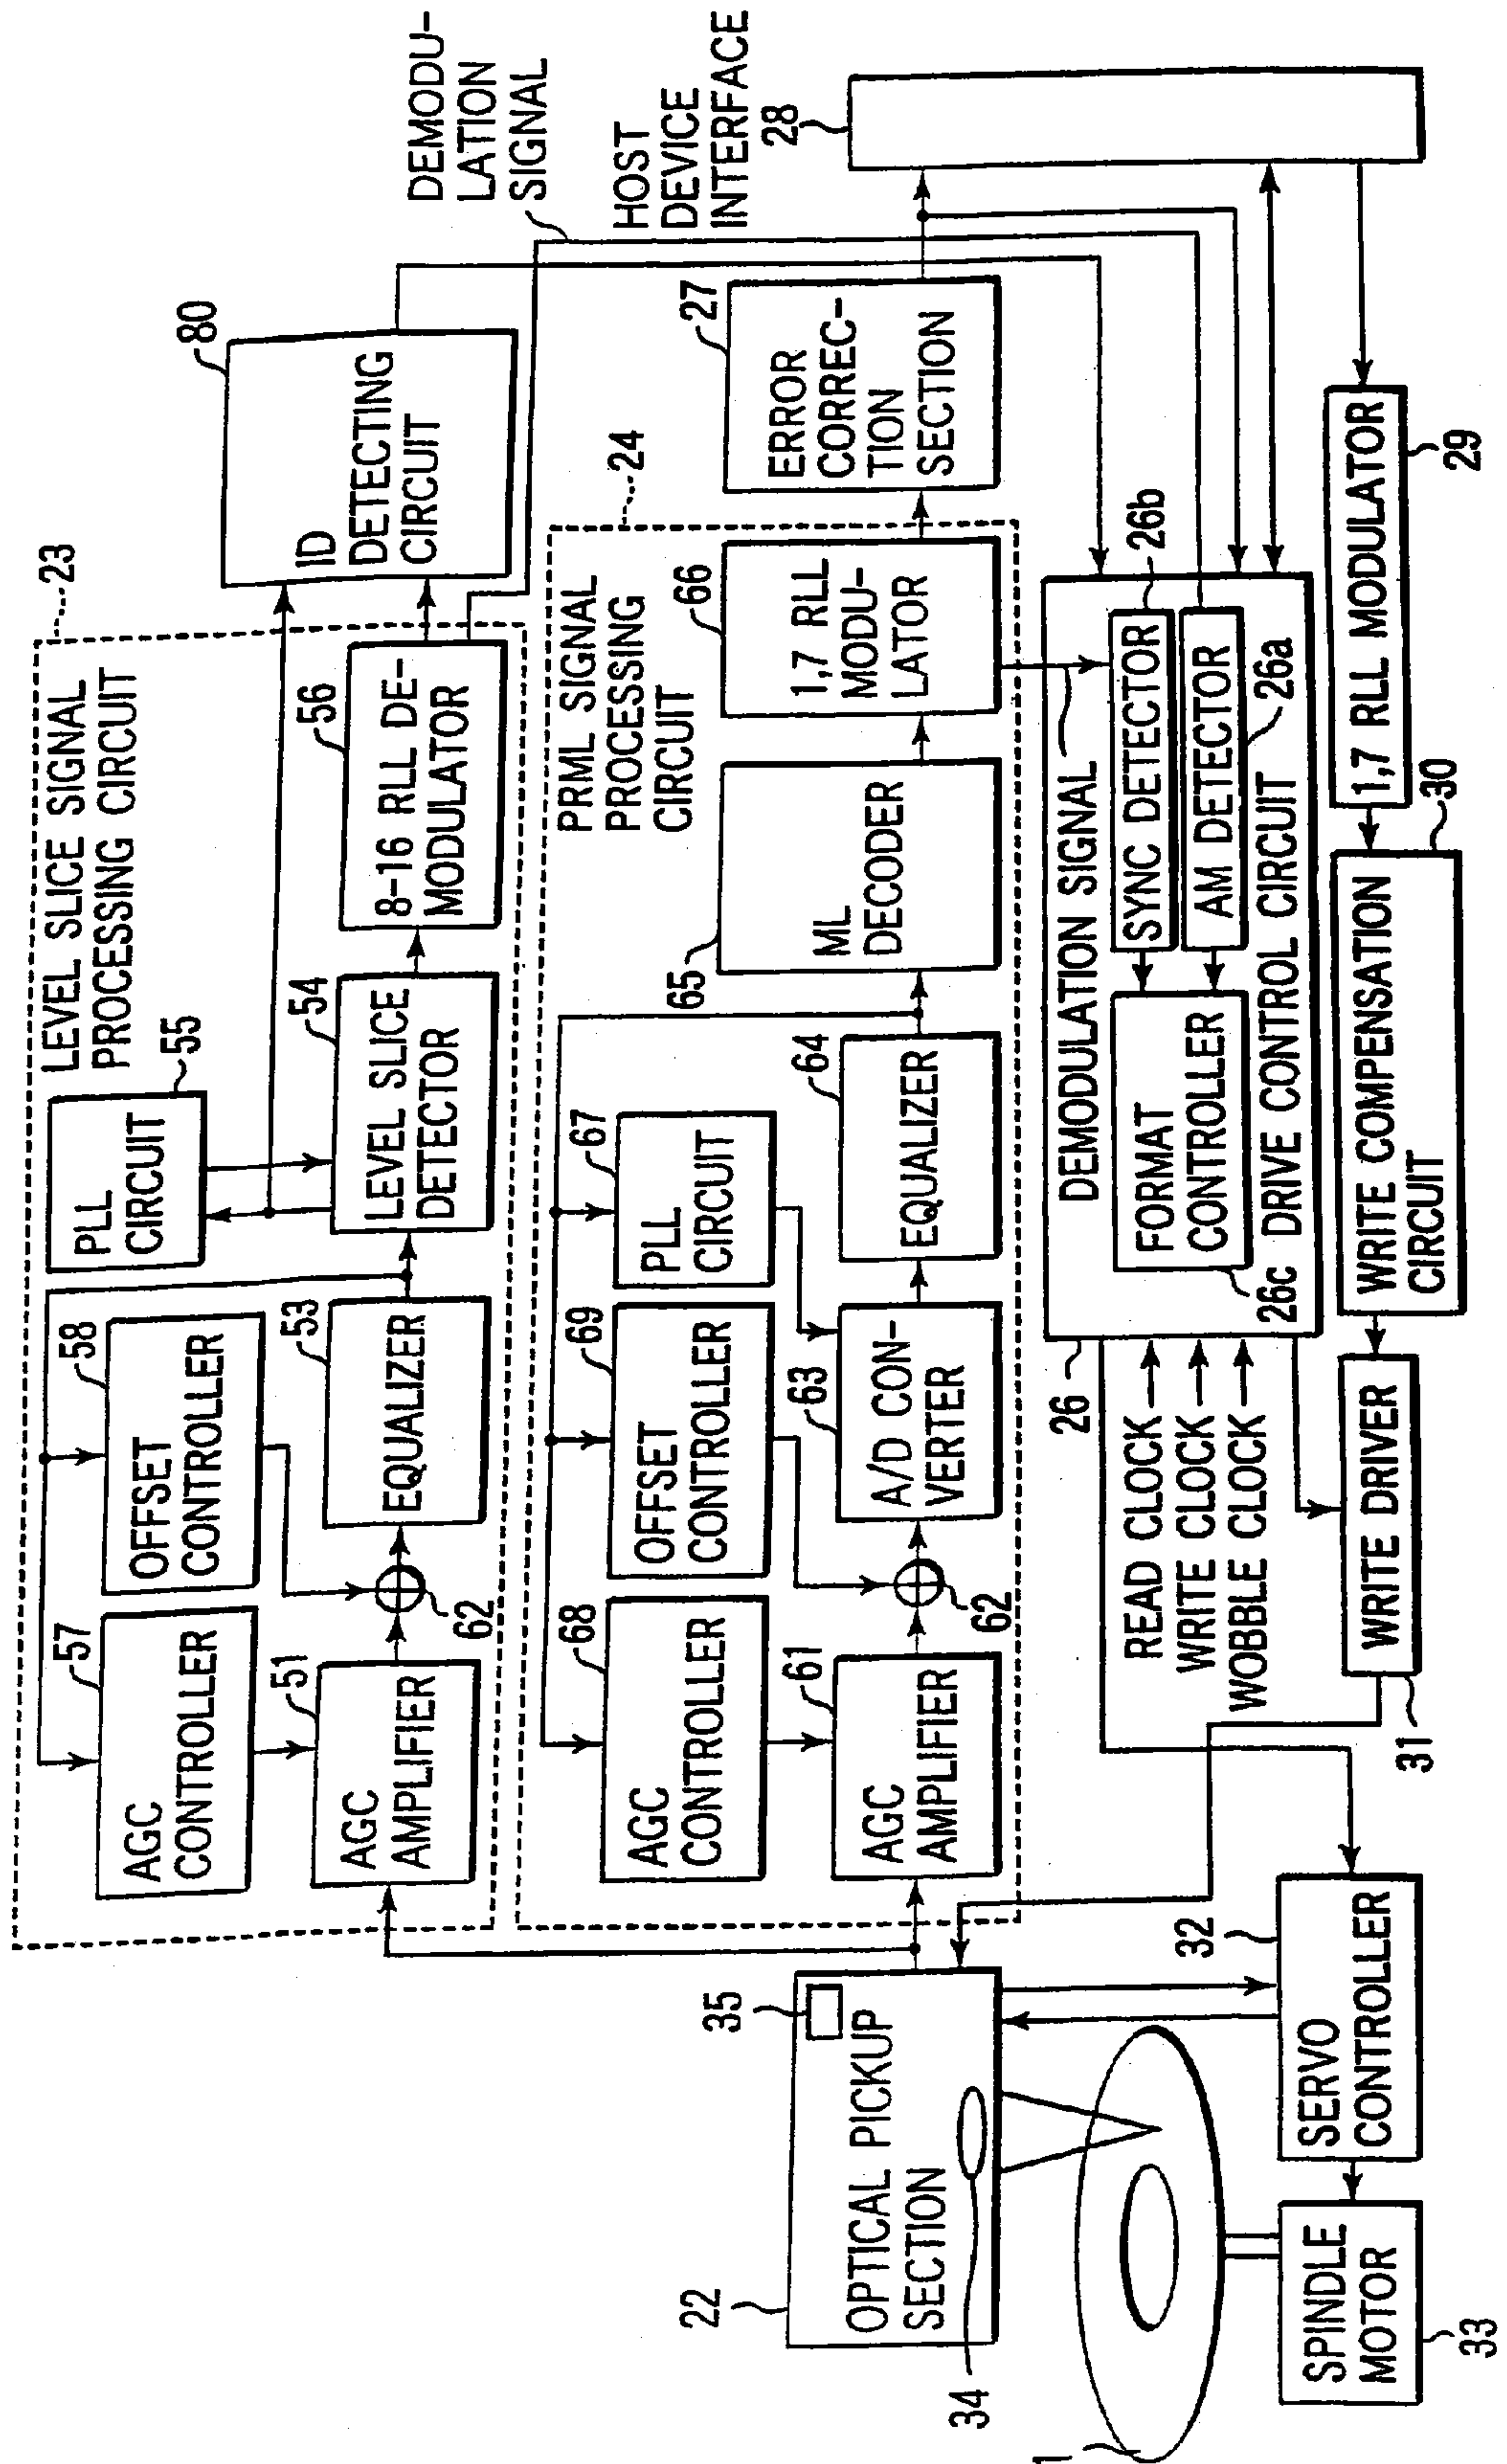 LEVEL SLICE SIGNAL
PROCESSING CIRCUIT
23
57
AGC
CONTROLLER
58
OFFSET
CONTROLLER
PLL
CIRCUIT
55
51
AGC
AMPLIFIER
62
53
EQUALIZER
54
LEVEL SLICE
DETECTOR
56
8-16 RLL DE-
MODULATOR
80
ID
DETECTING
CIRCUIT
DEMODU-
LATION
SIGNAL
PRML SIGNAL
PROCESSING
CIRCUIT
24
68
AGC
CONTROLLER
69
OFFSET
CONTROLLER
67
PLL
CIRCUIT
61
AGC
AMPLIFIER
62
63
A/D CON-
VERTER
64
EQUALIZER
65
ML
DECODER
66
1,7 RLL
MODU-
LATOR
27
ERROR
CORREC-
TION
SECTION
HOST
DEVICE
INTERFACE
28
22
35
OPTICAL PICKUP
SECTION
34
1
DEMODULATION SIGNAL
26
READ CLOCK
WRITE CLOCK
WOBBLE CLOCK
FORMAT
CONTROLLER
26c
SYNC DETECTOR
26b
AM DETECTOR
26a
DRIVE CONTROL CIRCUIT
32
SERVO
CONTROLLER
SPINDLE
MOTOR
33
WRITE DRIVER
31
WRITE COMPENSATION
CIRCUIT
30
1,7 RLL MODULATOR
29